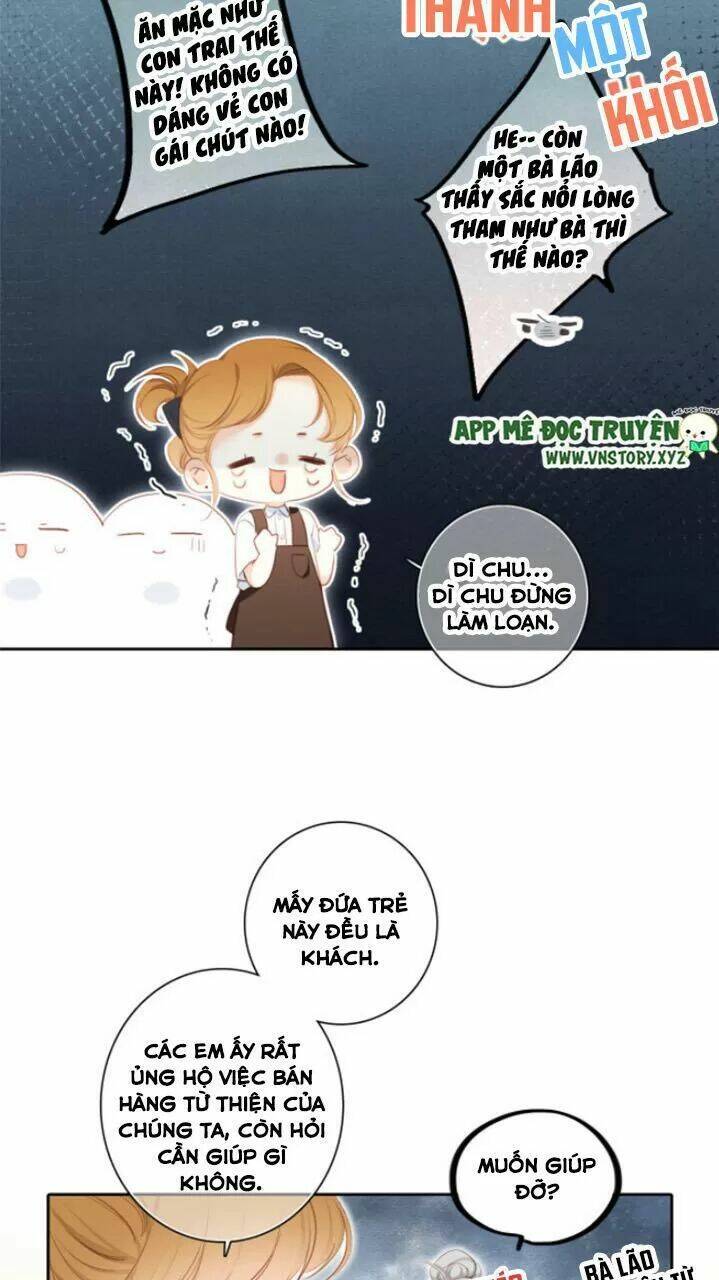 THÀNH
MỘT
KHỐI
ĂN MẶC NHƯ
CON TRAI THẾ
NÀY! KHÔNG CÓ
DÁNG VẺ CON
GÁI CHÚT NÀO!
HE-- CÒN
MỘT BÀ LÃO
THẤY SẮC NỔI LÒNG
THAM NHƯ BÀ THÌ
THẾ NÀO?
MÊ ĐỌC TRUYỆN
APP MÊ ĐỌC TRUYỆN
WWW.VNSTORY.XYZ
DÌ CHU...
DÌ CHU ĐỪNG
LÀM LOẠN.
MẤY ĐỨA TRẺ
NÀY ĐỀU LÀ
KHÁCH.
CÁC EM ẤY RẤT
ỦNG HỘ VIỆC BÁN
HÀNG TỪ THIỆN CỦA
CHÚNG TA, CÒN HỎI
CẦN GIÚP GÌ
KHÔNG.
MUỐN GIÚP
ĐỠ?
BÀ LÃO
TỪ